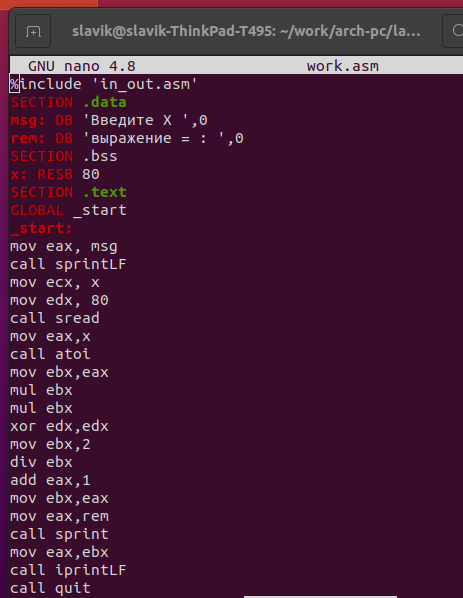 slavik@slavik-ThinkPad-T495: ~/work/arch-pc/la...
GNU nano 4.8 work.asm
%include 'in_out.asm'
SECTION .data
msg: DB 'Введите X ',0
rem: DB 'выражение = : ',0
SECTION .bss
x: RESB 80
SECTION .text
GLOBAL _start
_start:
mov eax, msg
call sprintLF
mov ecx, x
mov edx, 80
call sread
mov eax,x
call atoi
mov ebx,eax
mul ebx
mul ebx
xor edx,edx
mov ebx,2
div ebx
add eax,1
mov ebx,eax
mov eax,rem
call sprint
mov eax,ebx
call iprintLF
call quit